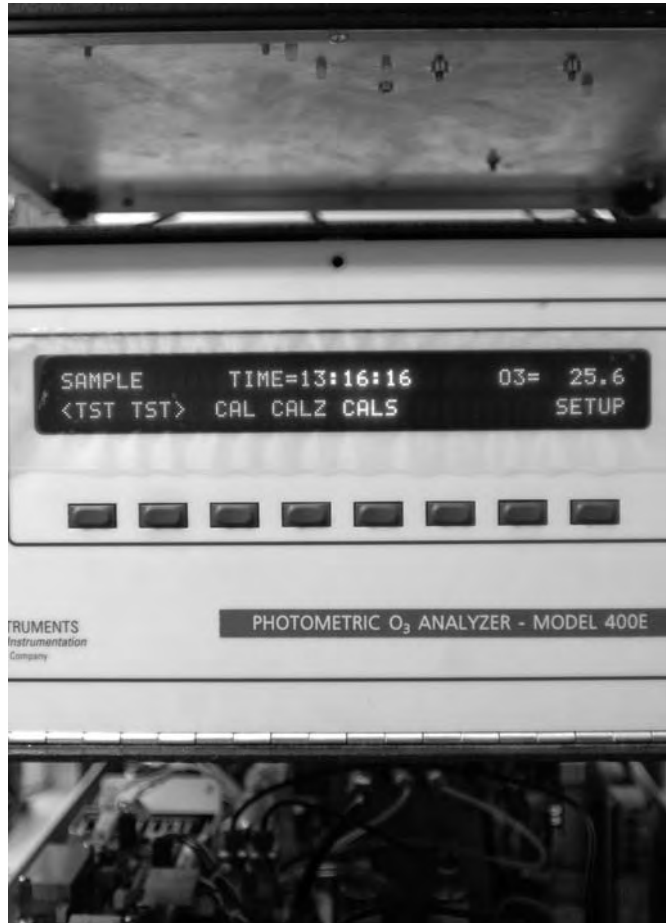 SAMPLE TIME=13:16:16 O3= 25.6
<TST TST> CAL CALZ CALS SETUP
PHOTOMETRIC O₃ ANALYZER - MODEL 400E
TRUMENTS
Instrumentation
Company